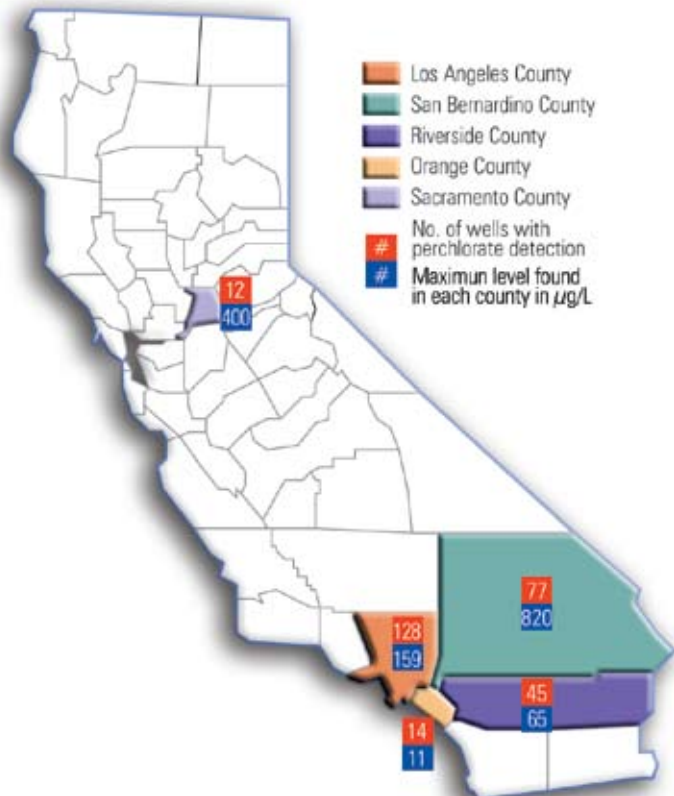 Los Angeles County
San Bernardino County
Riverside County
Orange County
Sacramento County
No. of wells with
# perchlorate detection
# Maximun level found
in each county in µg/L
12
400
77
820
128
159
45
65
14
11